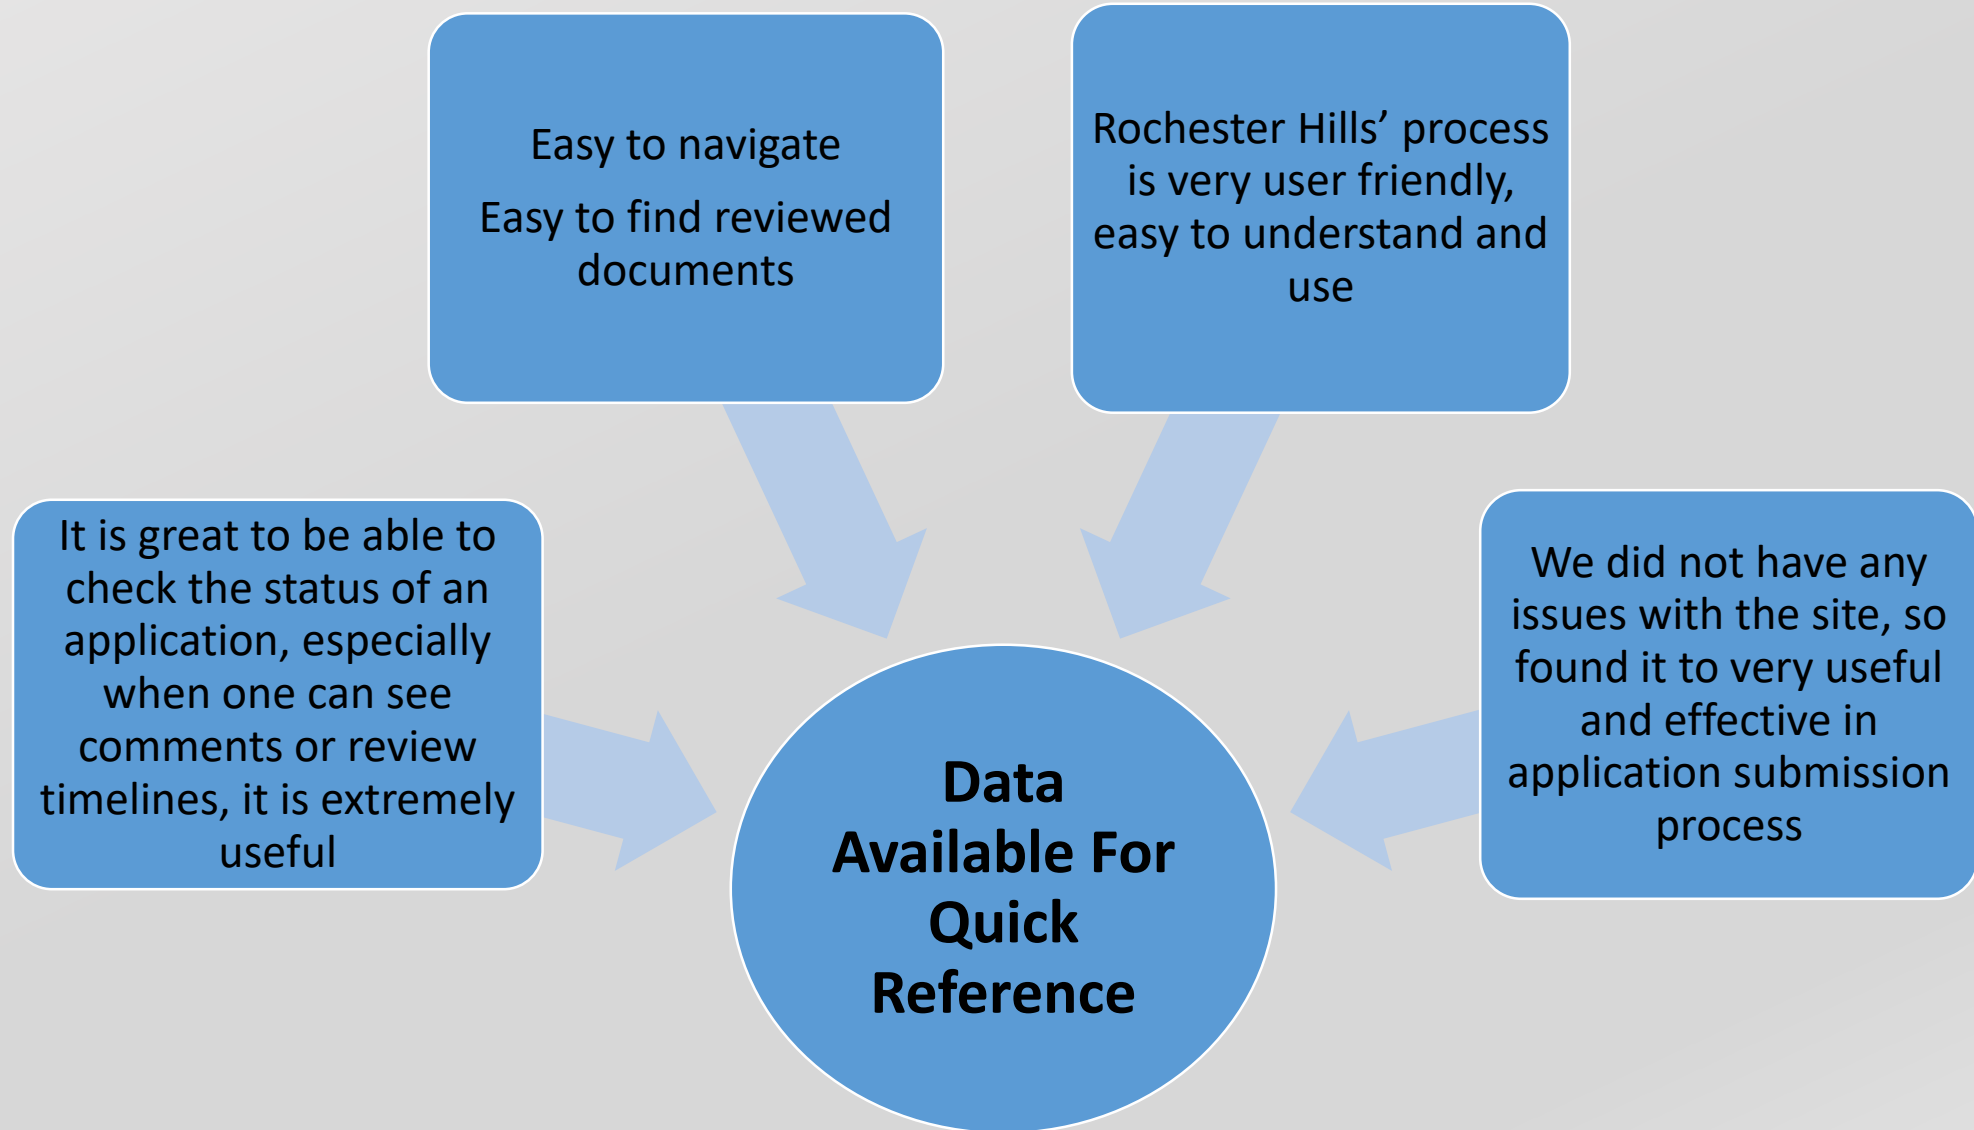 Easy to navigate
Easy to find reviewed
documents
Rochester Hills’ process
is very user friendly,
easy to understand and
use
It is great to be able to
check the status of an
application, especially
when one can see
comments or review
timelines, it is extremely
useful
We did not have any
issues with the site, so
found it to very useful
and effective in
application submission
process
Data
Available For
Quick
Reference